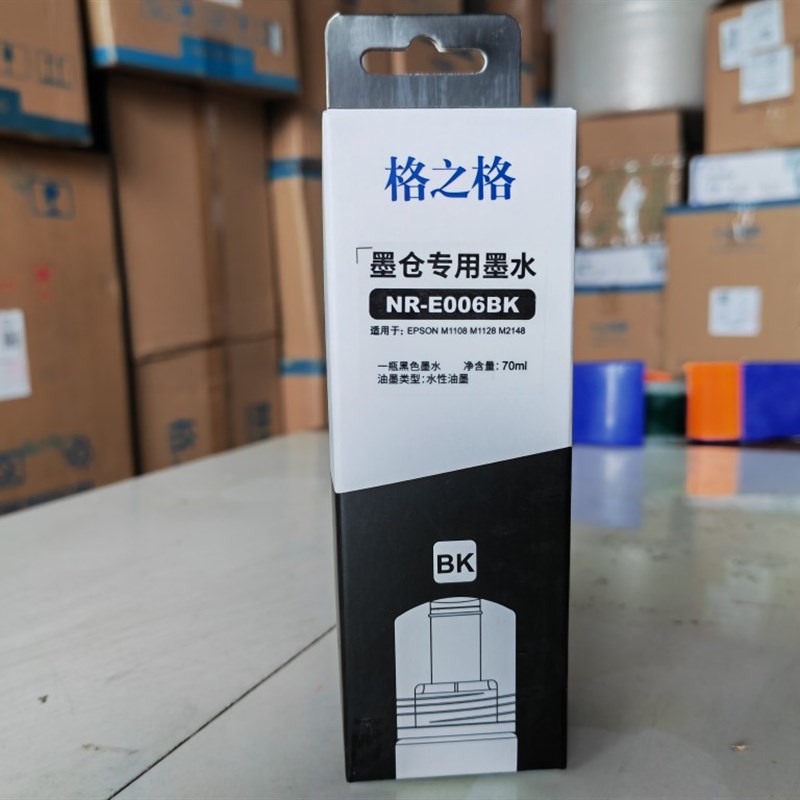 格之格
墨仓专用墨水
NR-E006BK
适用于: EPSON M1108 M1128 M2148
一瓶黑色墨水 净含量: 70ml
油墨类型: 水性油墨
BK